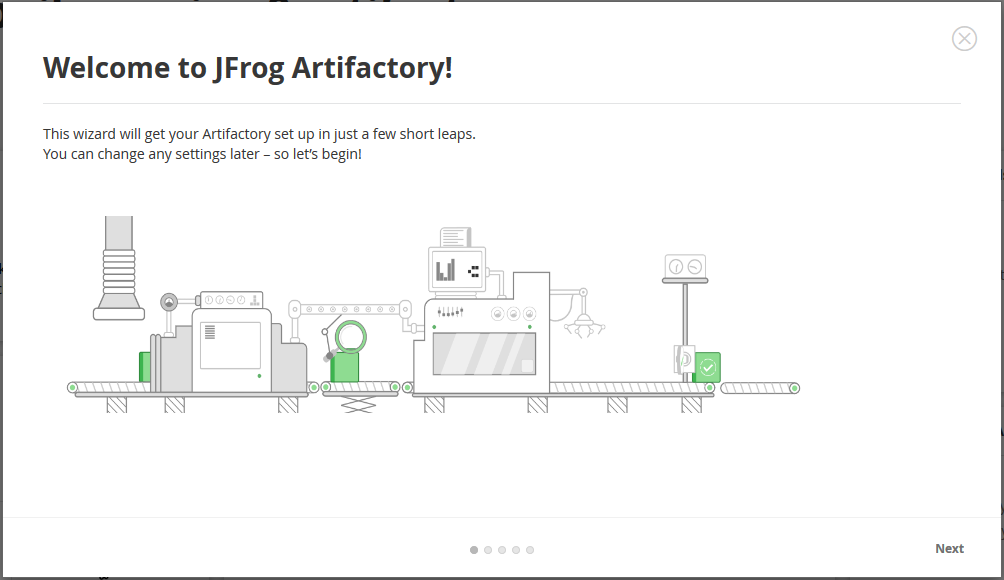 Welcome to JFrog Artifactory!
This wizard will get your Artifactory set up in just a few short leaps.
You can change any settings later – so let's begin!
Next